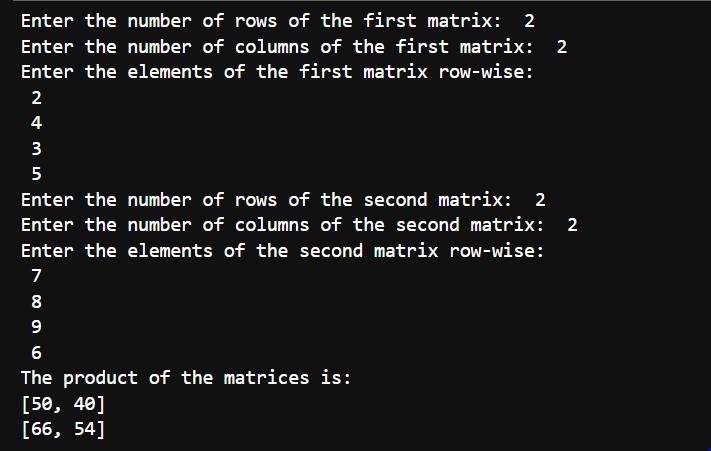 Enter the number of rows of the first matrix:  2
Enter the number of columns of the first matrix:  2
Enter the elements of the first matrix row-wise:
2
4
3
5
Enter the number of rows of the second matrix:  2
Enter the number of columns of the second matrix:  2
Enter the elements of the second matrix row-wise:
7
8
9
6
The product of the matrices is:
[50, 40]
[66, 54]